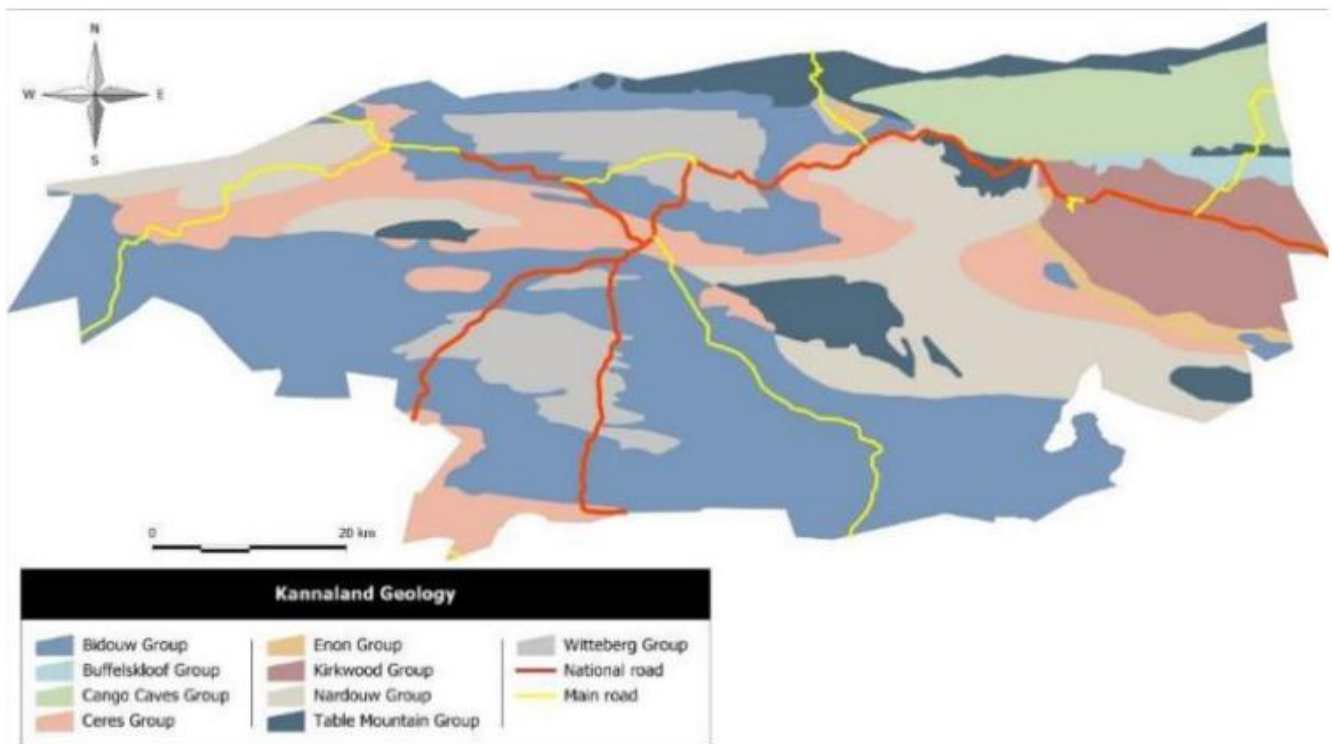 N
W E
S
0 20 km
Kannaland Geology
Bidouw Group
Buffelskloof Group
Cango Caves Group
Ceres Group
Enon Group
Kirkwood Group
Nardouw Group
Table Mountain Group
Witteberg Group
National road
Main road